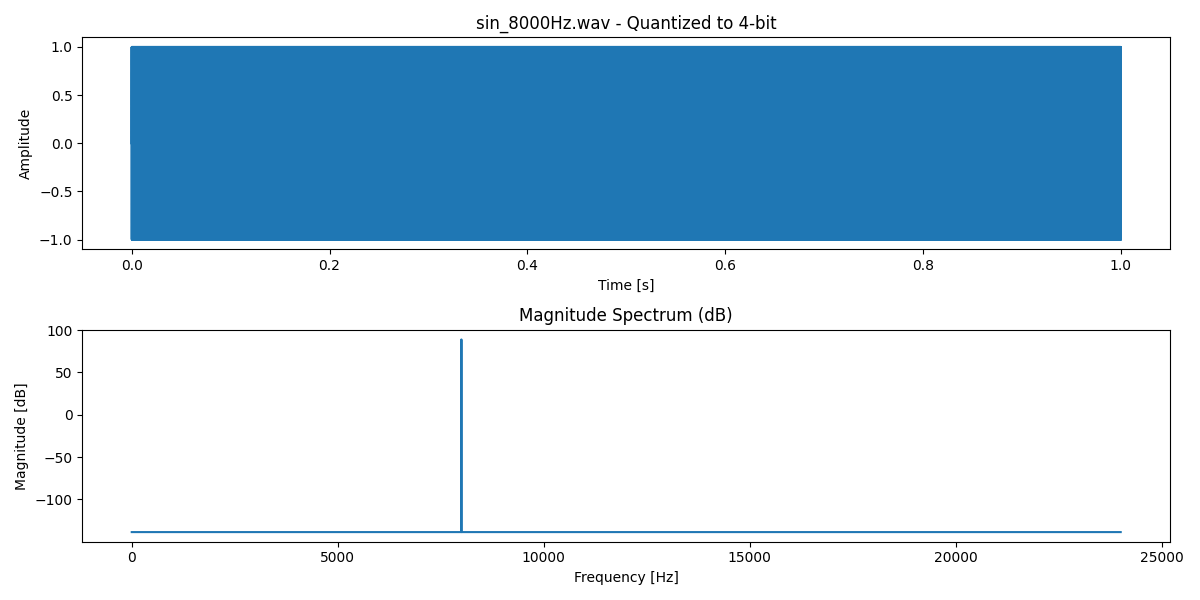 sin_8000Hz.wav - Quantized to 4-bit
1.0
0.5
0.0
−0.5
−1.0
Amplitude
0.0 0.2 0.4 0.6 0.8 1.0
Time [s]
Magnitude Spectrum (dB)
100
50
0
−50
−100
Magnitude [dB]
0 5000 10000 15000 20000 25000
Frequency [Hz]